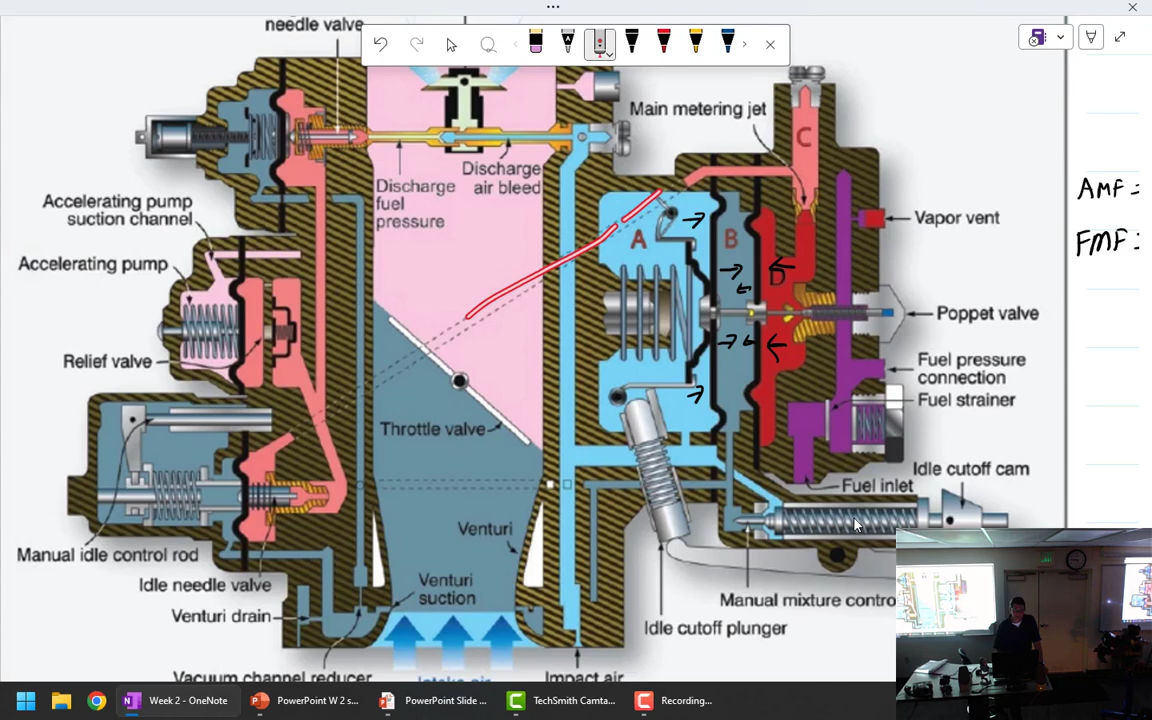 needle valve
Main metering jet
C
Discharge
air bleed
Discharge
fuel
pressure
Accelerating pump
suction channel
AMF =
Vapor vent
A
B
FMF =
Accelerating pump
D
Poppet valve
Relief valve
Fuel pressure
connection
Fuel strainer
Throttle valve
Idle cutoff cam
Fuel inlet
Venturi
Manual idle control rod
Idle needle valve
Venturi
suction
Manual mixture contro
Venturi drain
Idle cutoff plunger
Vacuum channel reducer
Intake air
Impact air
Week 2 - OneNote
PowerPoint W 2 s...
PowerPoint Slide ...
TechSmith Camta...
Recording...